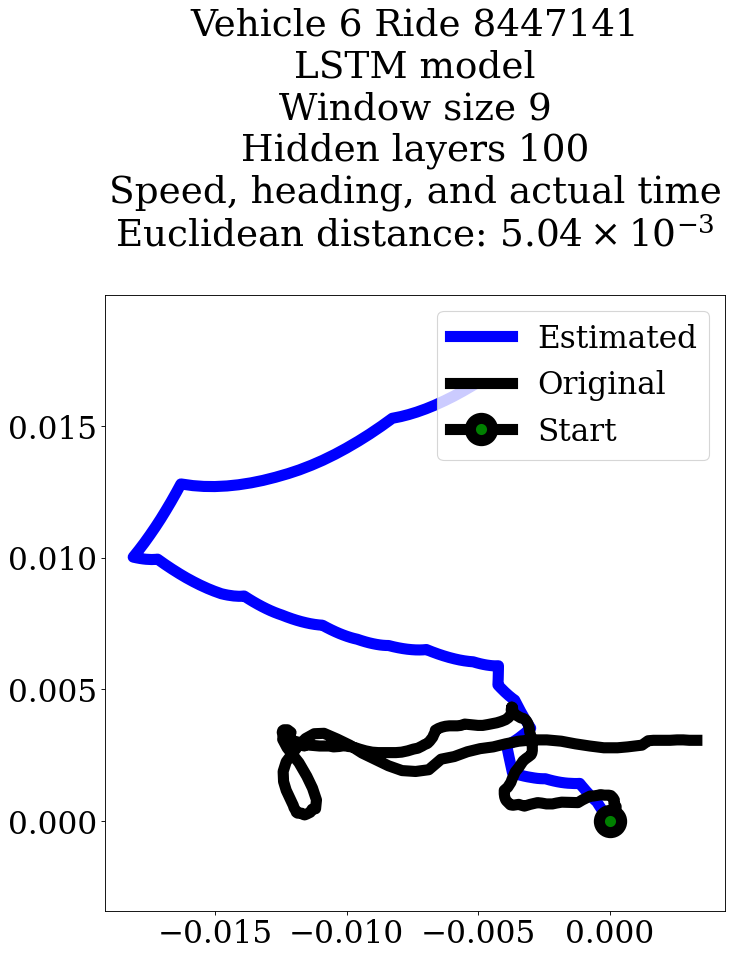 Vehicle 6 Ride 8447141
LSTM model
Window size 9
Hidden layers 100
Speed, heading, and actual time
Euclidean distance: 5.04 × 10⁻³
Estimated
Original
Start
0.015
0.010
0.005
0.000
−0.015 −0.010 −0.005 0.000